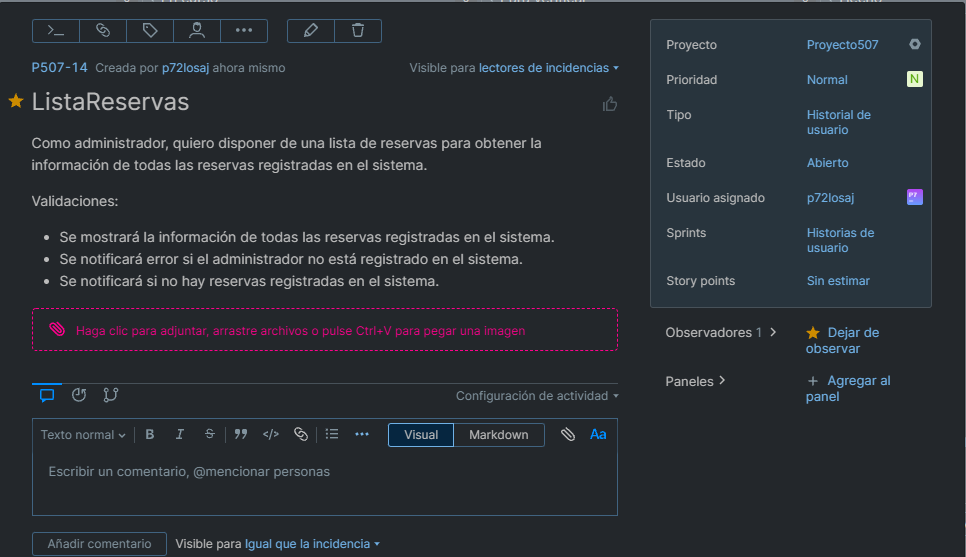 P507-14 Creada por p72losaj ahora mismo
Visible para lectores de incidencias
ListaReservas
Como administrador, quiero disponer de una lista de reservas para obtener la
información de todas las reservas registradas en el sistema.
Validaciones:
Se mostrará la información de todas las reservas registradas en el sistema.
Se notificará error si el administrador no está registrado en el sistema.
Se notificará si no hay reservas registradas en el sistema.
Haga clic para adjuntar, arrastre archivos o pulse Ctrl+V para pegar una imagen
Configuración de actividad
Texto normal B I S Visual Markdown Aa
Escribir un comentario, @mencionar personas
Añadir comentario Visible para Igual que la incidencia
Proyecto Proyecto507
Prioridad Normal N
Tipo Historial de
usuario
Estado Abierto
Usuario asignado p72losaj P7
Sprints Historias de
usuario
Story points Sin estimar
Observadores 1 Dejar de
observar
Paneles Agregar al
panel